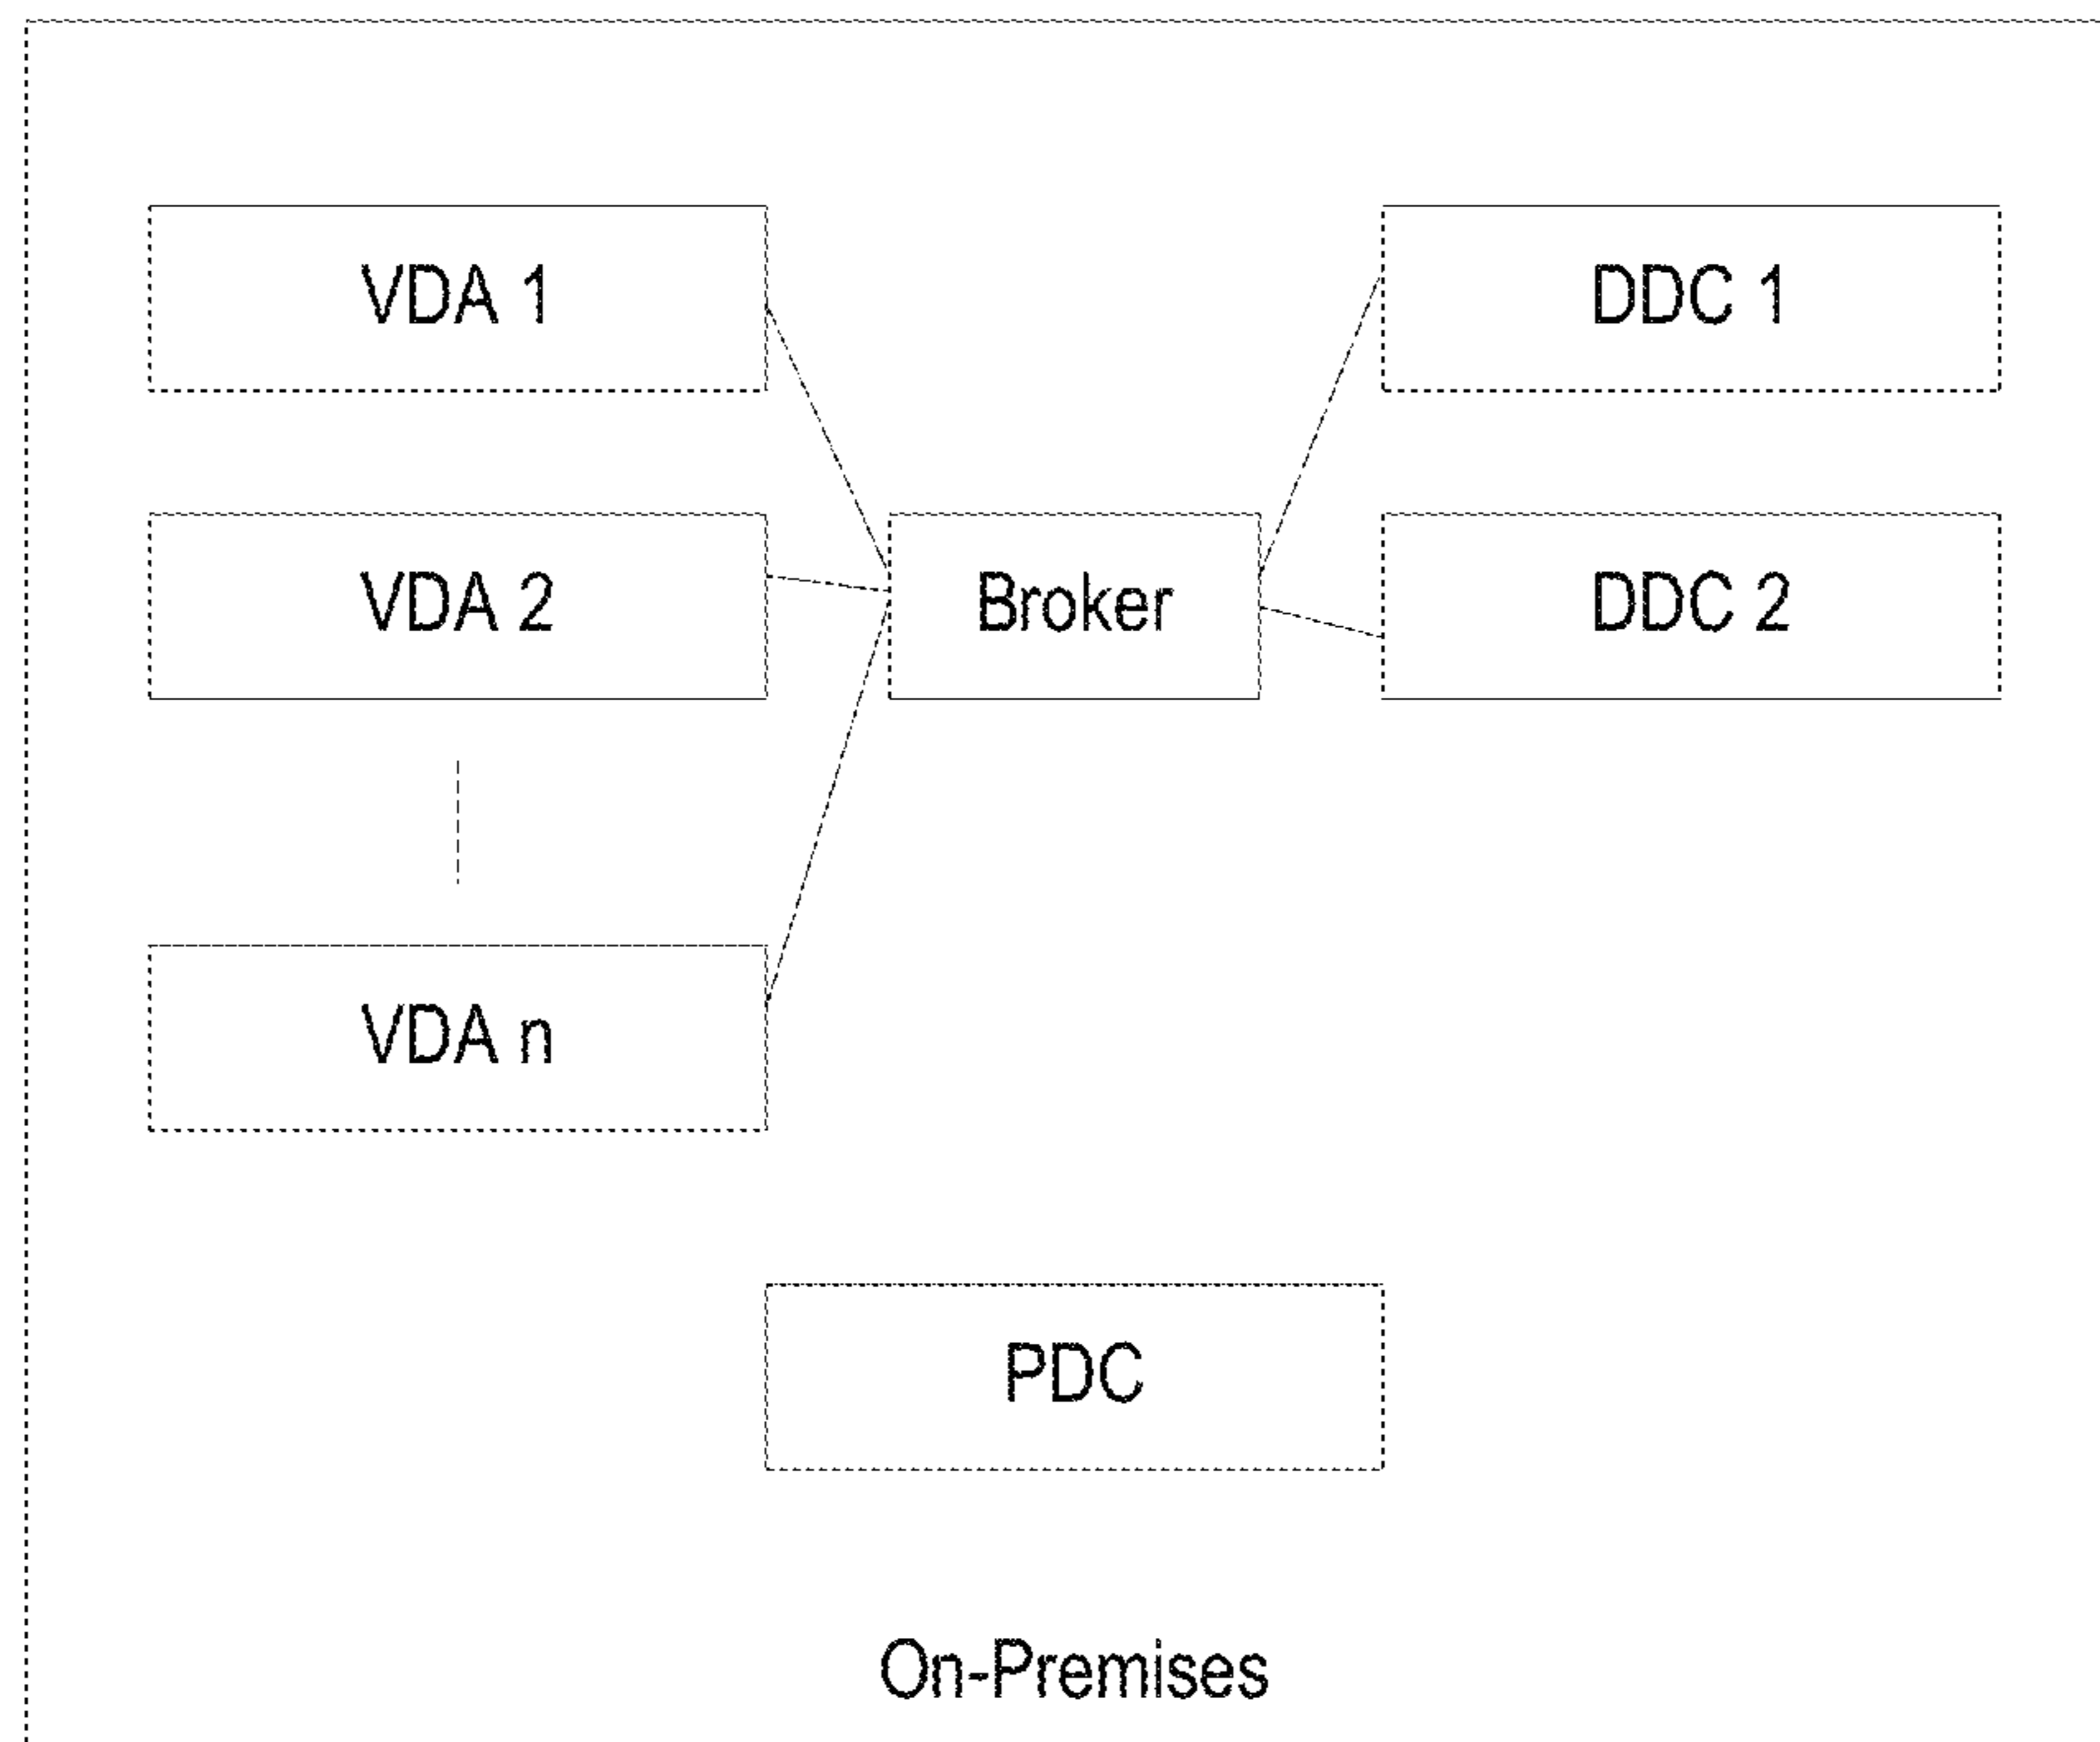 VDA 1
DDC 1
VDA 2
Broker
DDC 2
VDA n
PDC
On-Premises